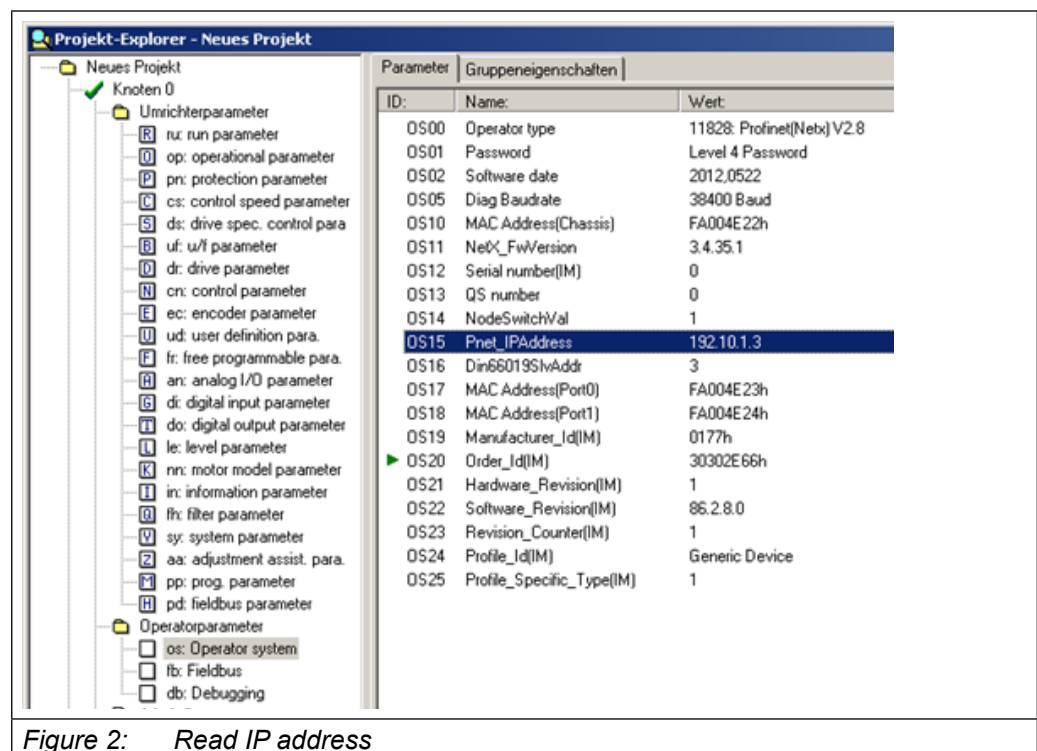 Projekt-Explorer - Neues Projekt
Neues Projekt
Knoten 0
Umrichterparameter
R ru: run parameter
O op: operational parameter
P pn: protection parameter
C cs: control speed parameter
S ds: drive spec. control para
B uf: u/f parameter
D dr: drive parameter
N cn: control parameter
E ec: encoder parameter
U ud: user definition para.
F fr: free programmable para.
A an: analog I/O parameter
G di: digital input parameter
T do: digital output parameter
L le: level parameter
K nn: motor model parameter
I in: information parameter
Q fh: filter parameter
Y sy: system parameter
Z aa: adjustment assist. para.
M pp: prog. parameter
H pd: fieldbus parameter
Operatorparameter
os: Operator system
fb: Fieldbus
db: Debugging
Parameter Gruppeneigenschaften
ID: Name: Wert:
OS00 Operator type 11828: Profinet(Netx) V2.8
OS01 Password Level 4 Password
OS02 Software date 2012,0522
OS05 Diag Baudrate 38400 Baud
OS10 MAC Address(Chassis) FA004E22h
OS11 NetX_FwVersion 3.4.35.1
OS12 Serial number(IM) 0
OS13 QS number 0
OS14 NodeSwitchVal 1
OS15 Pnet_IPAddress 192.10.1.3
OS16 Din66019SlvAddr 3
OS17 MAC Address(Port0) FA004E23h
OS18 MAC Address(Port1) FA004E24h
OS19 Manufacturer_Id(IM) 0177h
OS20 Order_Id(IM) 30302E66h
OS21 Hardware_Revision(IM) 1
OS22 Software_Revision(IM) 86.2.8.0
OS23 Revision_Counter(IM) 1
OS24 Profile_Id(IM) Generic Device
OS25 Profile_Specific_Type(IM) 1
Figure 2: Read IP address